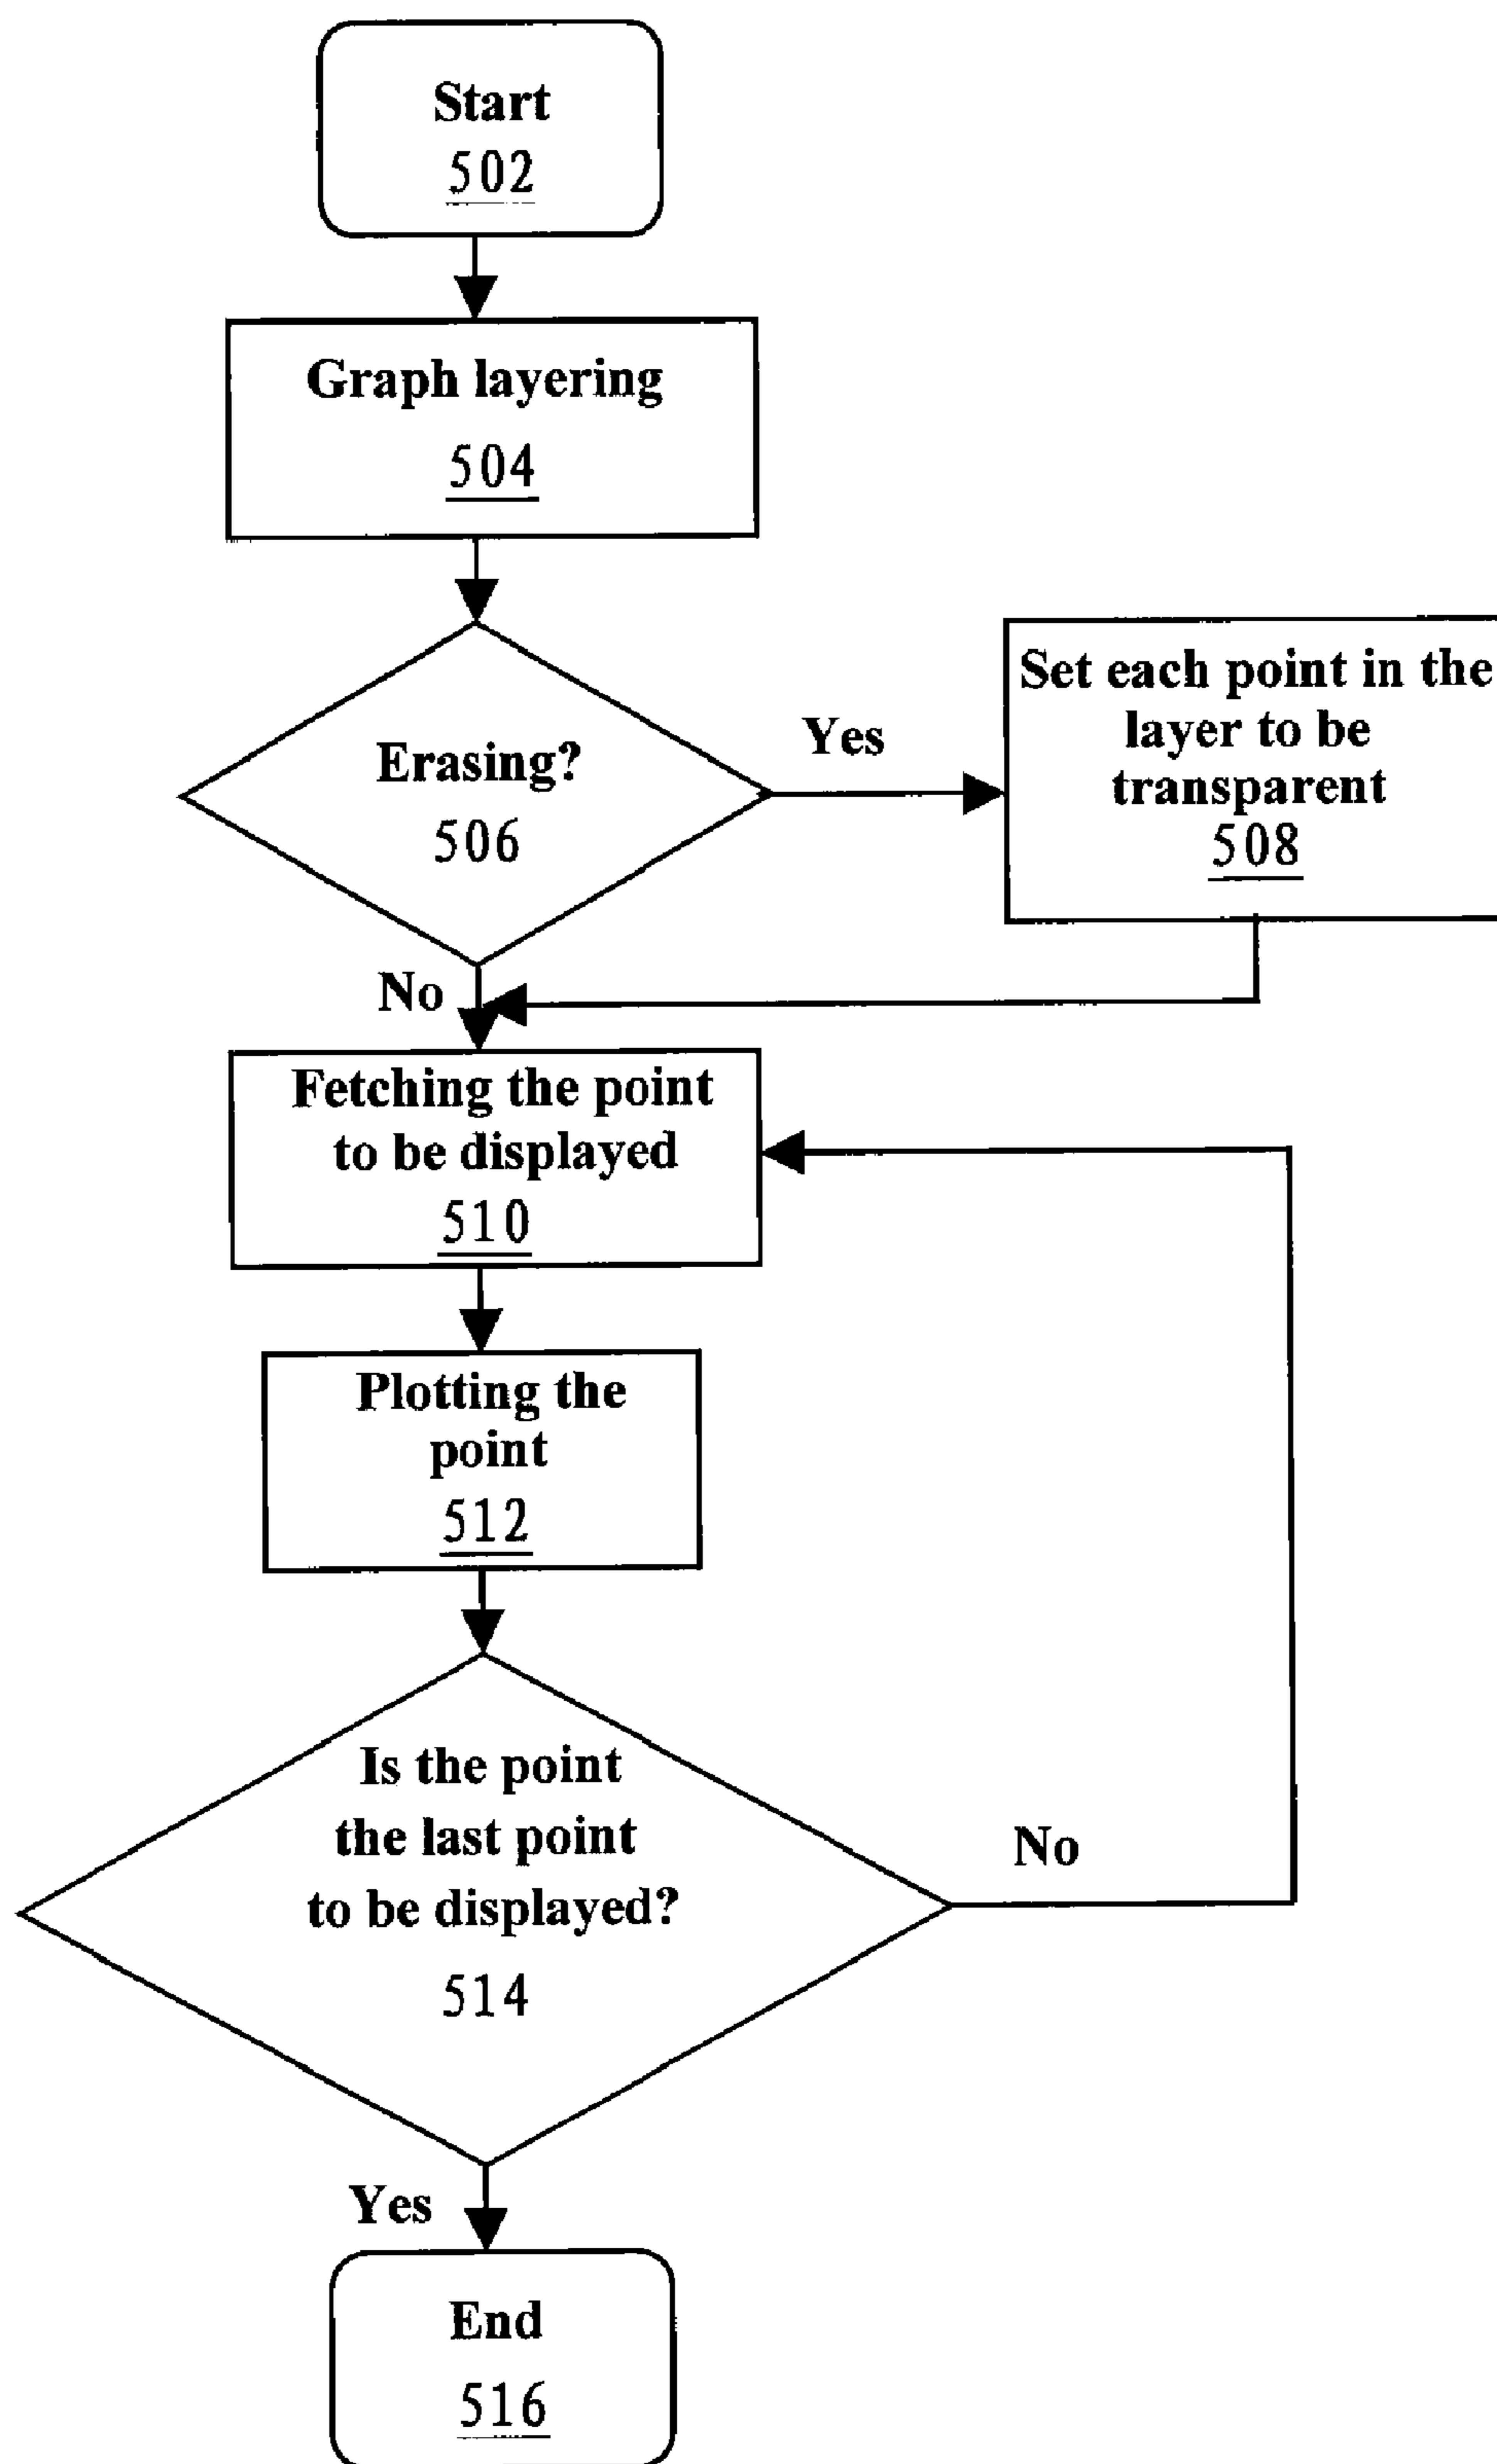 Start
502
Graph layering
504
Erasing?
506
Yes
Set each point in the
layer to be
transparent
508
No
Fetching the point
to be displayed
510
Plotting the
point
512
Is the point
the last point
to be displayed?
514
No
Yes
End
516